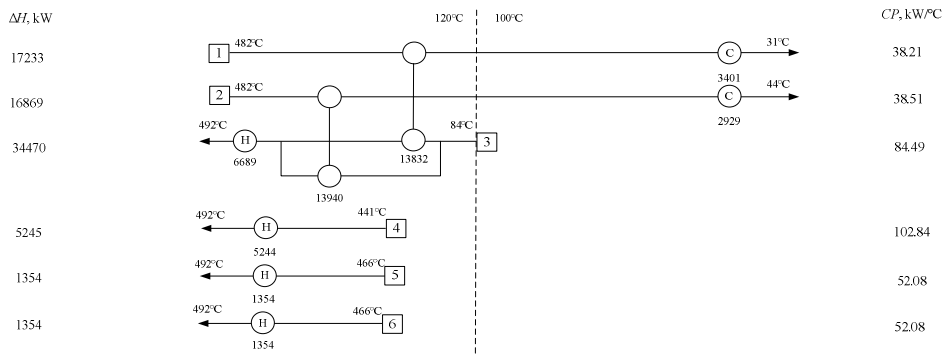 ΔH, kW 120°C 100°C CP, kW/°C
17233 1 482°C C 3401 31°C 38.21
16869 2 482°C C 2929 44°C 38.51
34470 492°C H 6689 13832 84°C 3 84.49
13940
5245 492°C H 5244 441°C 4 102.84
1354 492°C H 1354 466°C 5 52.08
1354 492°C H 1354 466°C 6 52.08